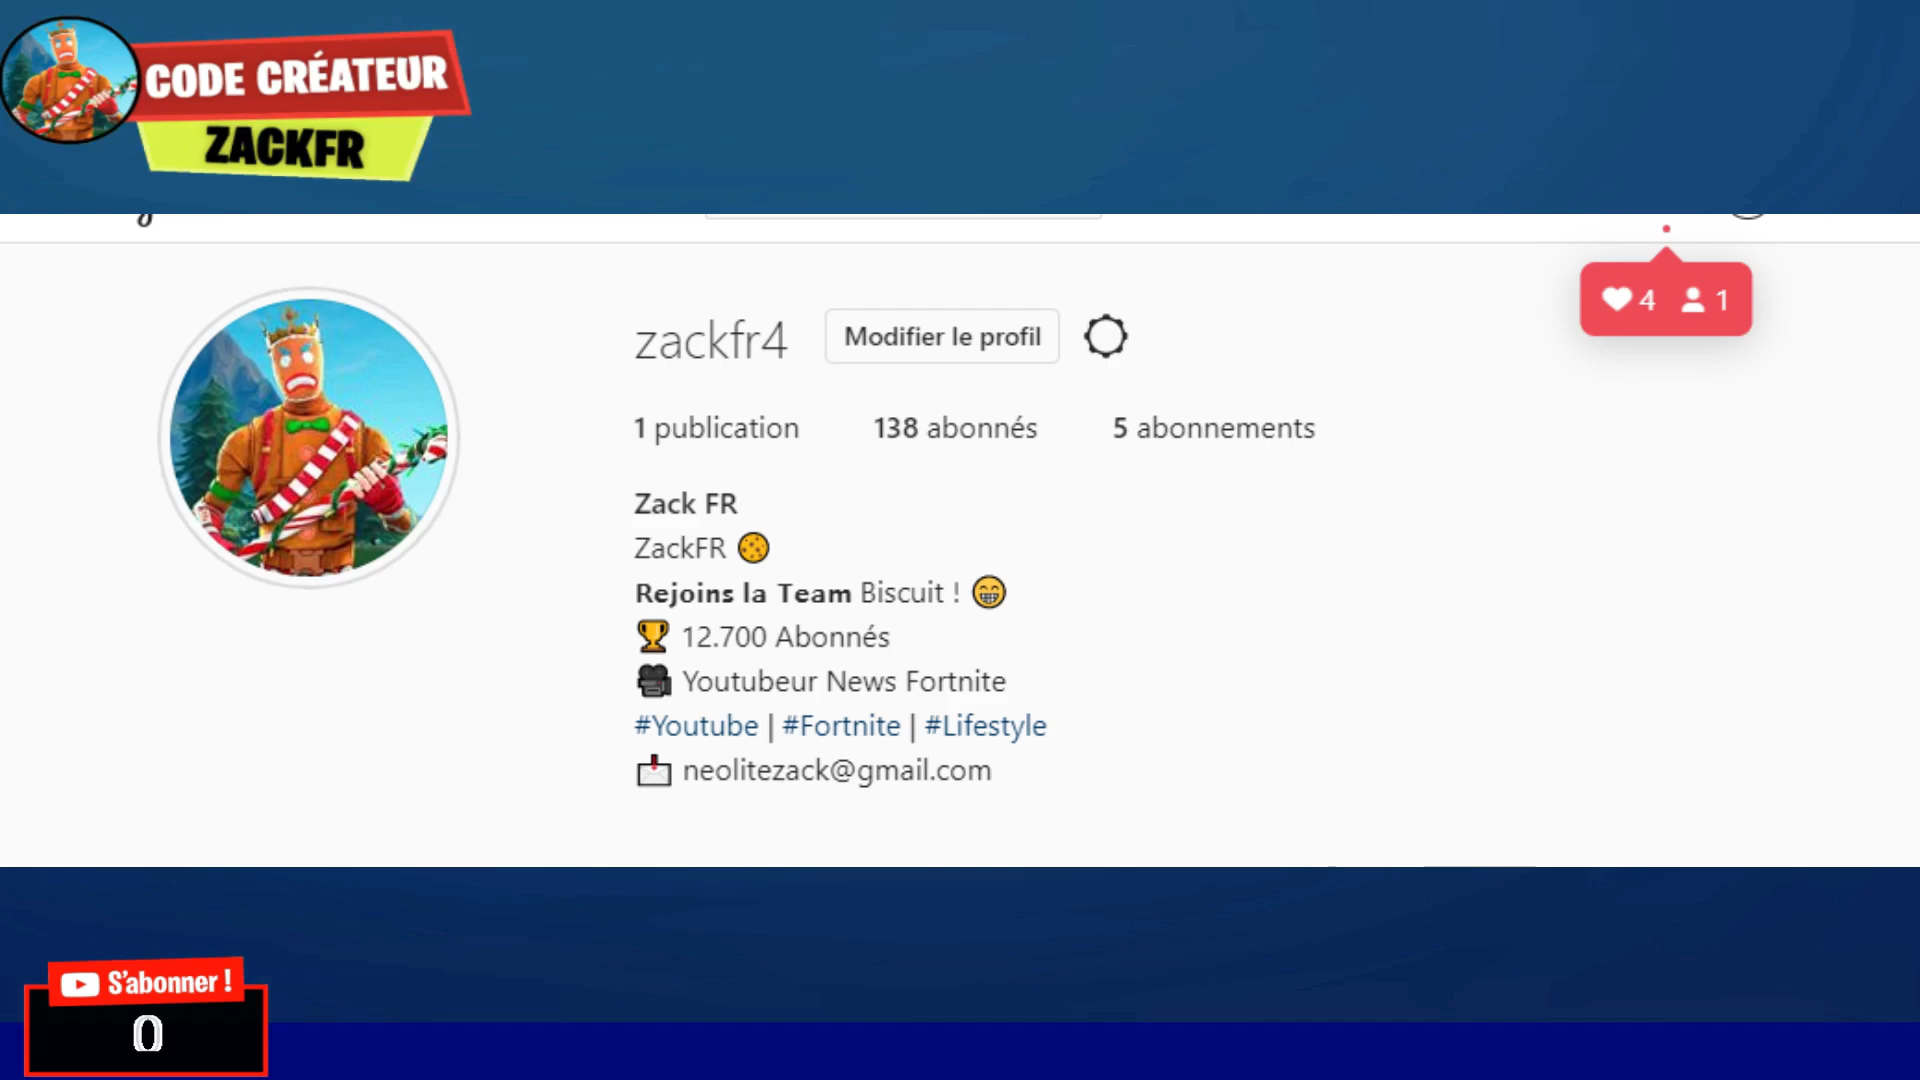 CODE CRÉATEUR
ZACKFR
4 1
zackfr4 Modifier le profil
1 publication 138 abonnés 5 abonnements
Zack FR
ZackFR
Rejoins la Team Biscuit !
12.700 Abonnés
Youtubeur News Fortnite
#Youtube | #Fortnite | #Lifestyle
neolitezack@gmail.com
S'abonner !
0